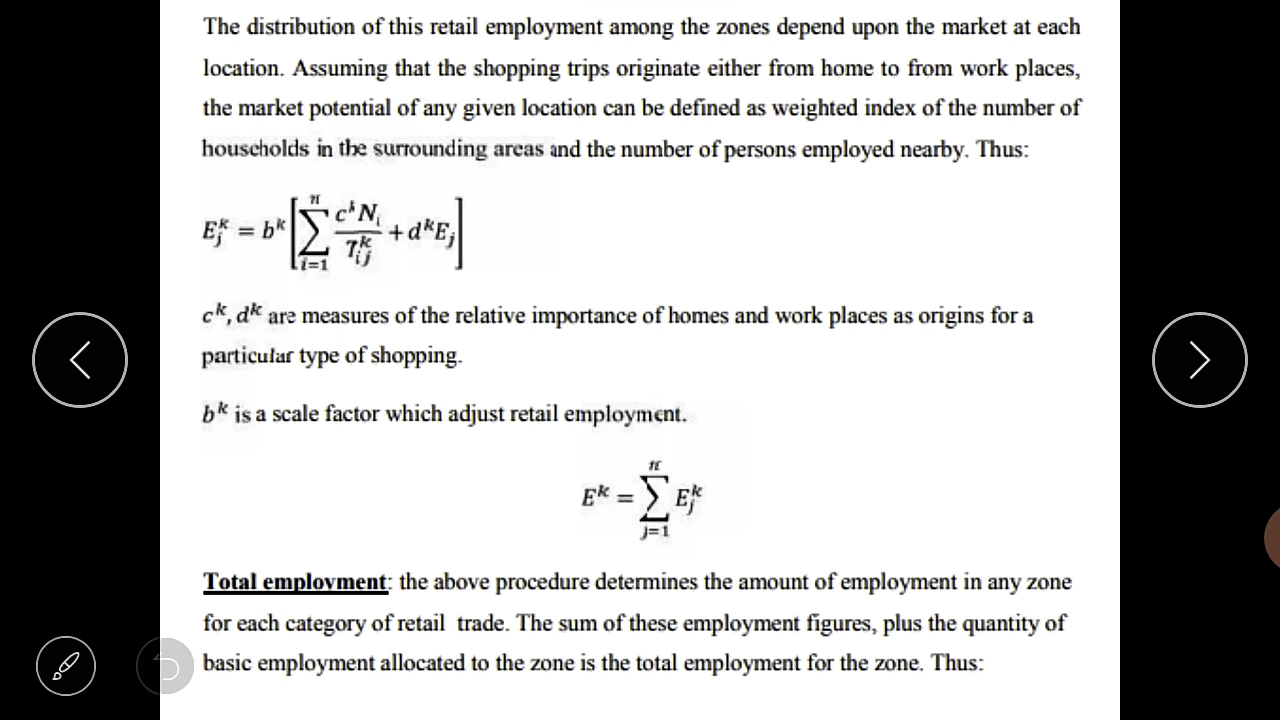 The distribution of this retail employment among the zones depend upon the market at each
location. Assuming that the shopping trips originate either from home to from work places,
the market potential of any given location can be defined as weighted index of the number of
households in the surrounding areas and the number of persons employed nearby. Thus:
E_j^k = b^k [ ∑_{i=1}^{n} c^k N_i / T_{ij}^k + d^k E_j ]
c^k, d^k are measures of the relative importance of homes and work places as origins for a
particular type of shopping.
b^k is a scale factor which adjust retail employment.
E^k = ∑_{j=1}^{n} E_j^k
Total employment: the above procedure determines the amount of employment in any zone
for each category of retail trade. The sum of these employment figures, plus the quantity of
basic employment allocated to the zone is the total employment for the zone. Thus: